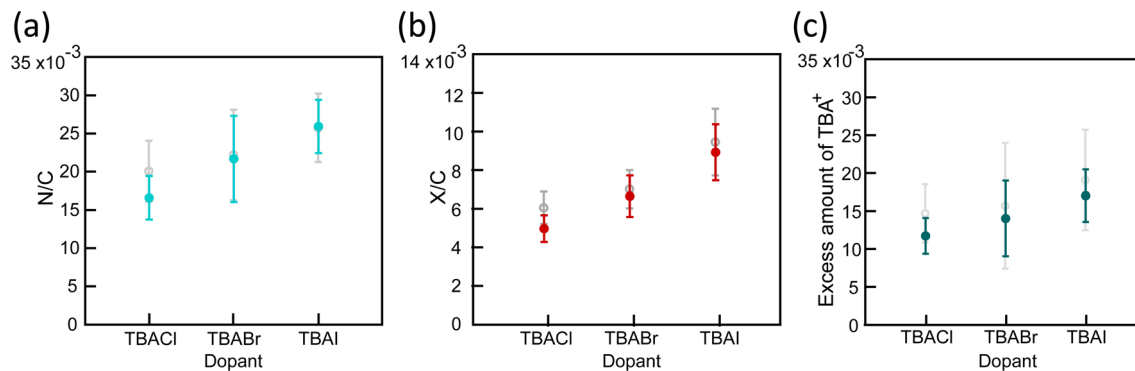 (a)
35 x10⁻³
30
25
20
15
10
5
0
N/C
TBACl TBABr TBAI
Dopant
(b)
14 x10⁻³
12
10
8
6
4
2
0
X/C
TBACl TBABr TBAI
Dopant
(c)
35 x10⁻³
30
25
20
15
10
5
0
Excess amount of TBA⁺
TBACl TBABr TBAI
Dopant